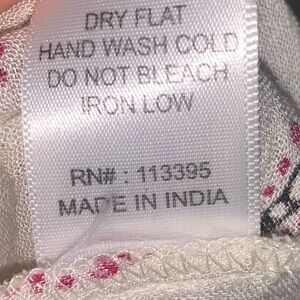 DRY FLAT
HAND WASH COLD
DO NOT BLEACH
IRON LOW
RN# : 113395
MADE IN INDIA